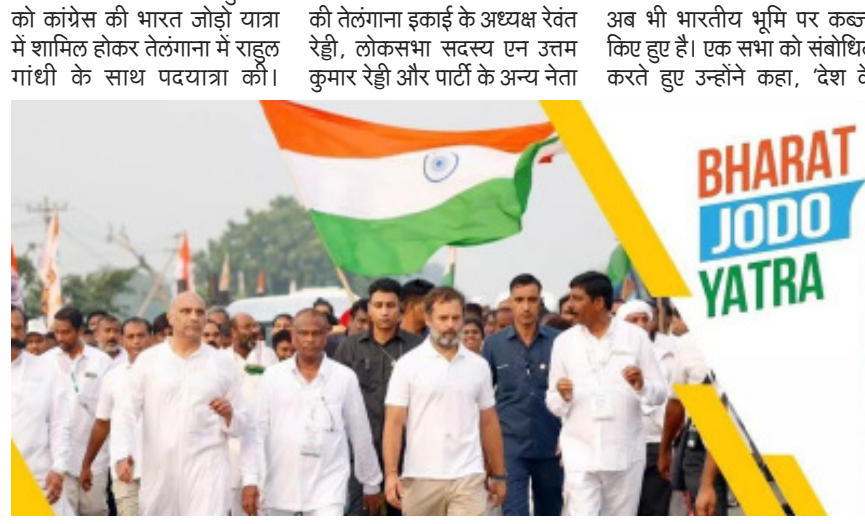 को कांग्रेस की भारत जोड़ो यात्रा
में शामिल होकर तेलंगाना में राहुल
गांधी के साथ पदयात्रा की।
की तेलंगाना इकाई के अध्यक्ष रेवंत
रेड्डी, लोकसभा सदस्य एन उत्तम
कुमार रेड्डी और पार्टी के अन्य नेता
अब भी भारतीय भूमि पर
किए हुए है। एक सभा को
करते हुए उन्होंने कहा, 'देश
BHARAT
JODO
YATRA